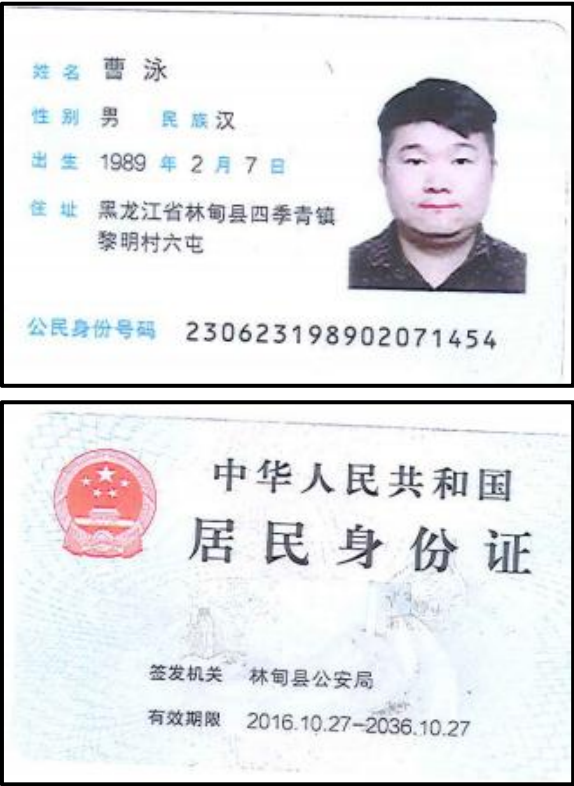 姓名 曹泳
性别 男 民族 汉
出生 1989 年 2 月 7 日
住址 黑龙江省林甸县四季青镇
黎明村六屯
公民身份号码 230623198902071454
中华人民共和国
居民身份证
签发机关 林甸县公安局
有效期限 2016.10.27-2036.10.27